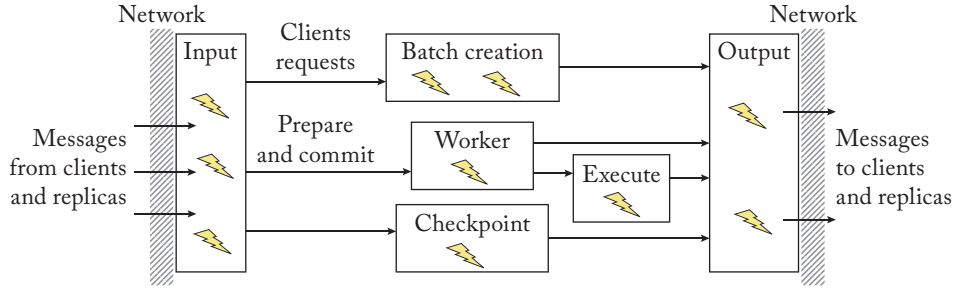 Network
Network
Input
Clients
requests
Batch creation
Output
Messages
from clients
and replicas
Prepare
and commit
Worker
Execute
Checkpoint
Messages
to clients
and replicas